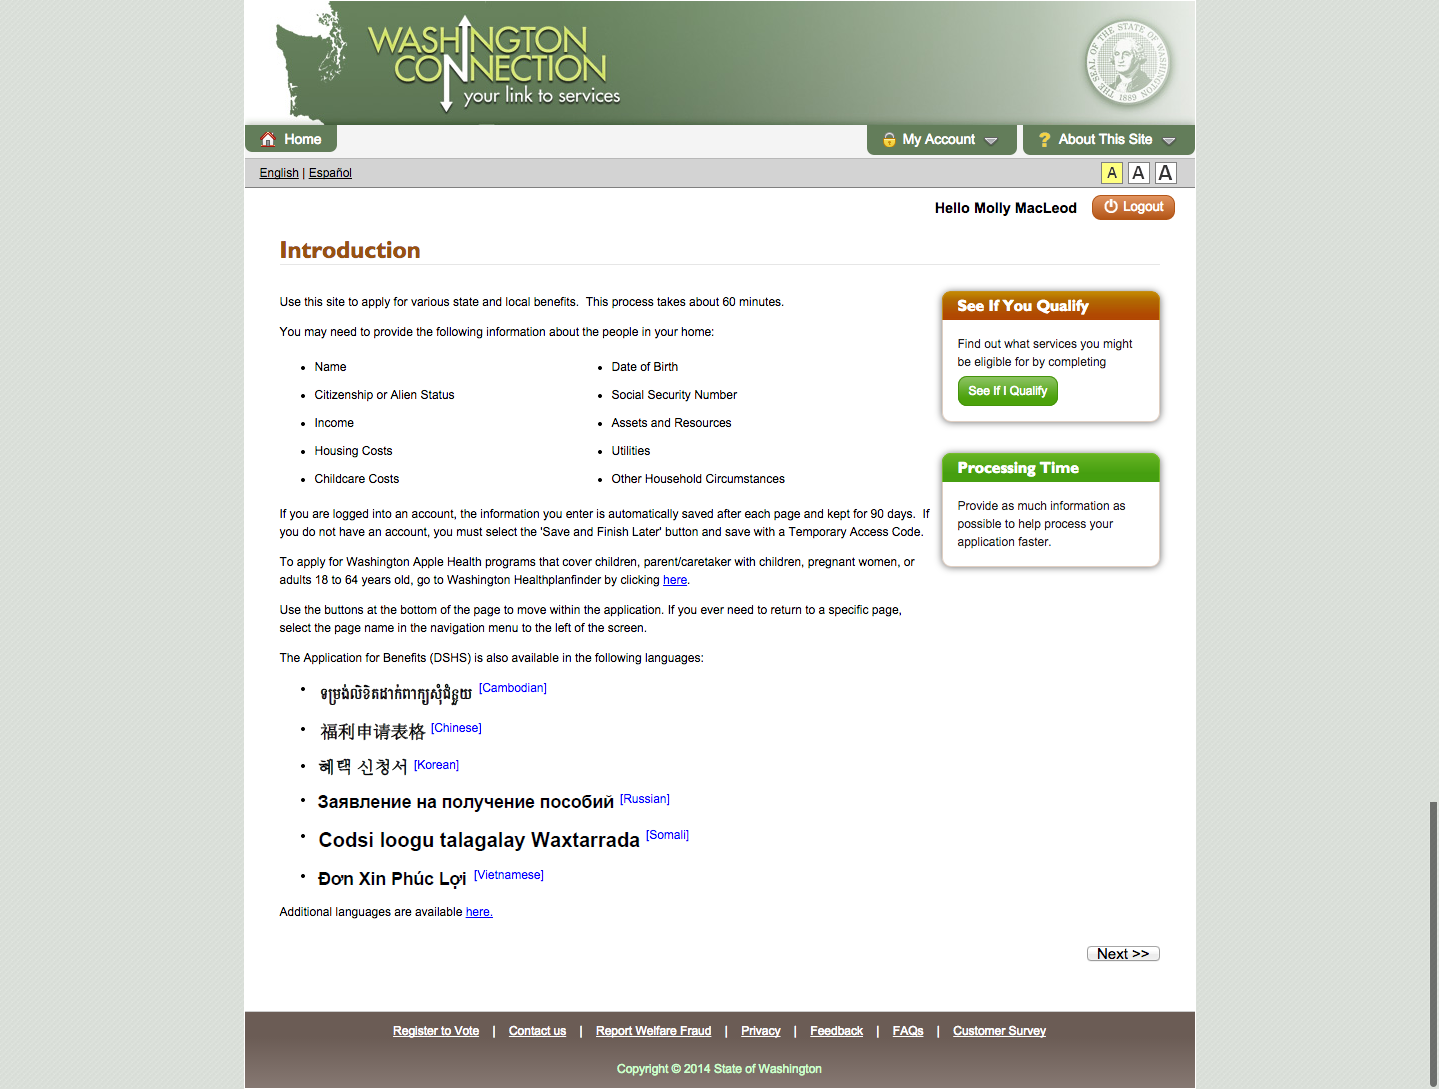 WASHINGTON
CONNECTION
your link to services
THE SEAL OF THE STATE OF WASHINGTON
1889
Home
My Account
? About This Site
English | Español
A A A
Hello Molly MacLeod
Logout
Introduction
Use this site to apply for various state and local benefits.  This process takes about 60 minutes.
You may need to provide the following information about the people in your home:
• Name
• Date of Birth
• Citizenship or Alien Status
• Social Security Number
• Income
• Assets and Resources
• Housing Costs
• Utilities
• Childcare Costs
• Other Household Circumstances
If you are logged into an account, the information you enter is automatically saved after each page and kept for 90 days.  If
you do not have an account, you must select the 'Save and Finish Later' button and save with a Temporary Access Code.
To apply for Washington Apple Health programs that cover children, parent/caretaker with children, pregnant women, or
adults 18 to 64 years old, go to Washington Healthplanfinder by clicking here.
Use the buttons at the bottom of the page to move within the application. If you ever need to return to a specific page,
select the page name in the navigation menu to the left of the screen.
The Application for Benefits (DSHS) is also available in the following languages:
• ទម្រង់លិខិតដាក់ពាក្យសុំជំនួយ [Cambodian]
• 福利申请表格 [Chinese]
• 혜택 신청서 [Korean]
• Заявление на получение пособий [Russian]
• Codsi loogu talagalay Waxtarrada [Somali]
• Đơn Xin Phúc Lợi [Vietnamese]
Additional languages are available here.
See If You Qualify
Find out what services you might
be eligible for by completing
See If I Qualify
Processing Time
Provide as much information as
possible to help process your
application faster.
Next >>
Register to Vote | Contact us | Report Welfare Fraud | Privacy | Feedback | FAQs | Customer Survey
Copyright © 2014 State of Washington